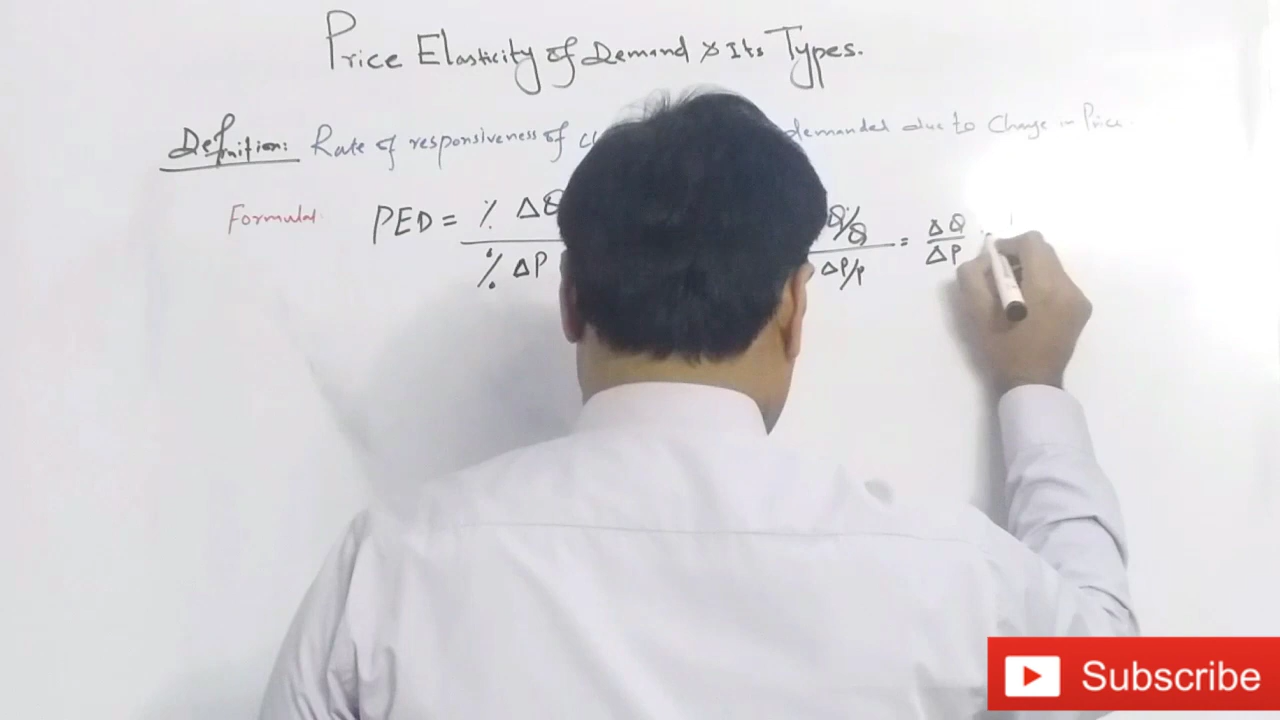 Price Elasticity of Demand & Its Types.
Definition: Rate of responsiveness of demanded due to Change in Price.
Formula: PED = % ΔQ / % ΔP Q/Q / ΔP/P = ΔQ / ΔP
Subscribe